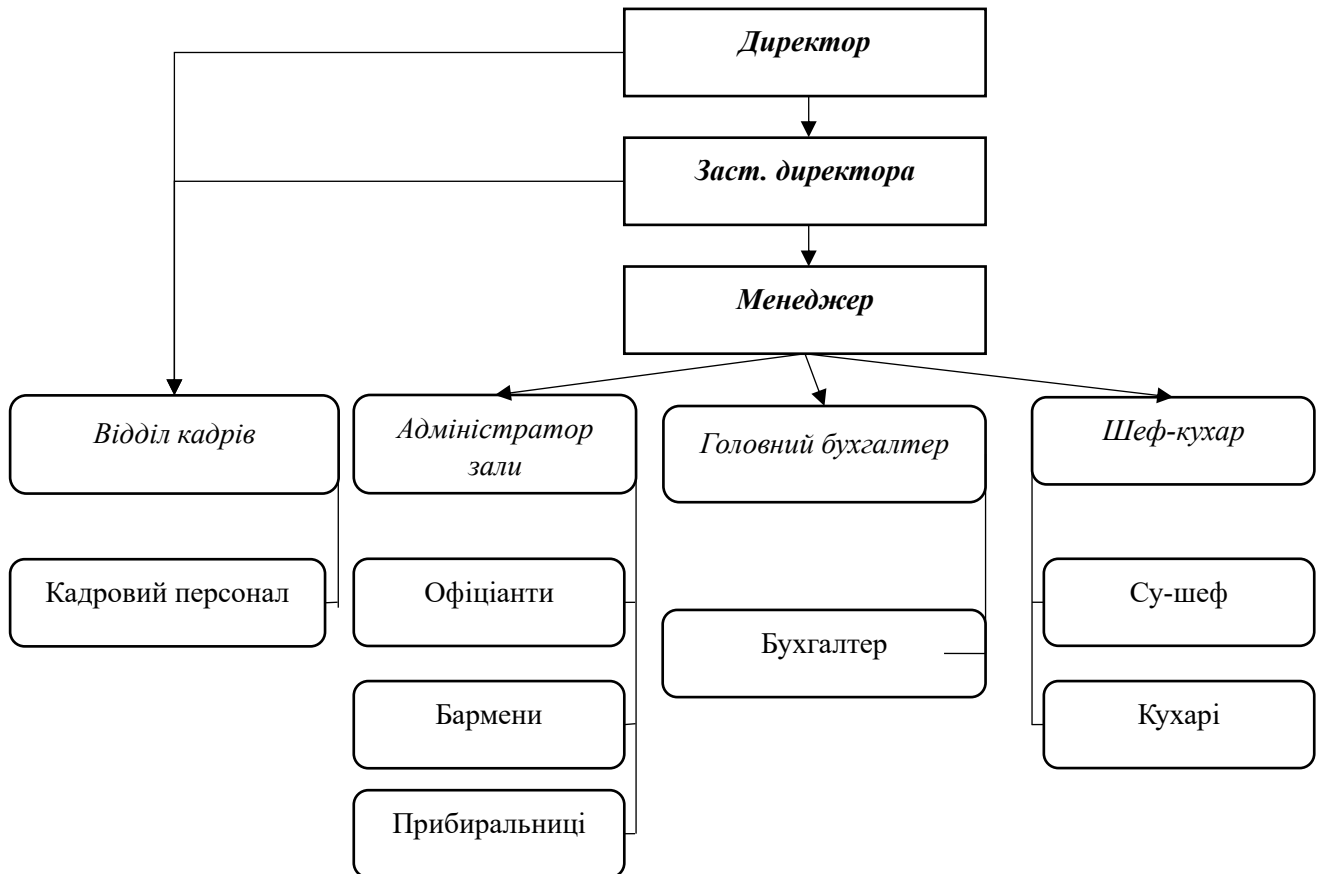 Директор
Заст. директора
Менеджер
Відділ кадрів
Адміністратор
зали
Головний бухгалтер
Шеф-кухар
Кадровий персонал
Офіціанти
Бухгалтер
Су-шеф
Бармени
Кухарі
Прибиральниці